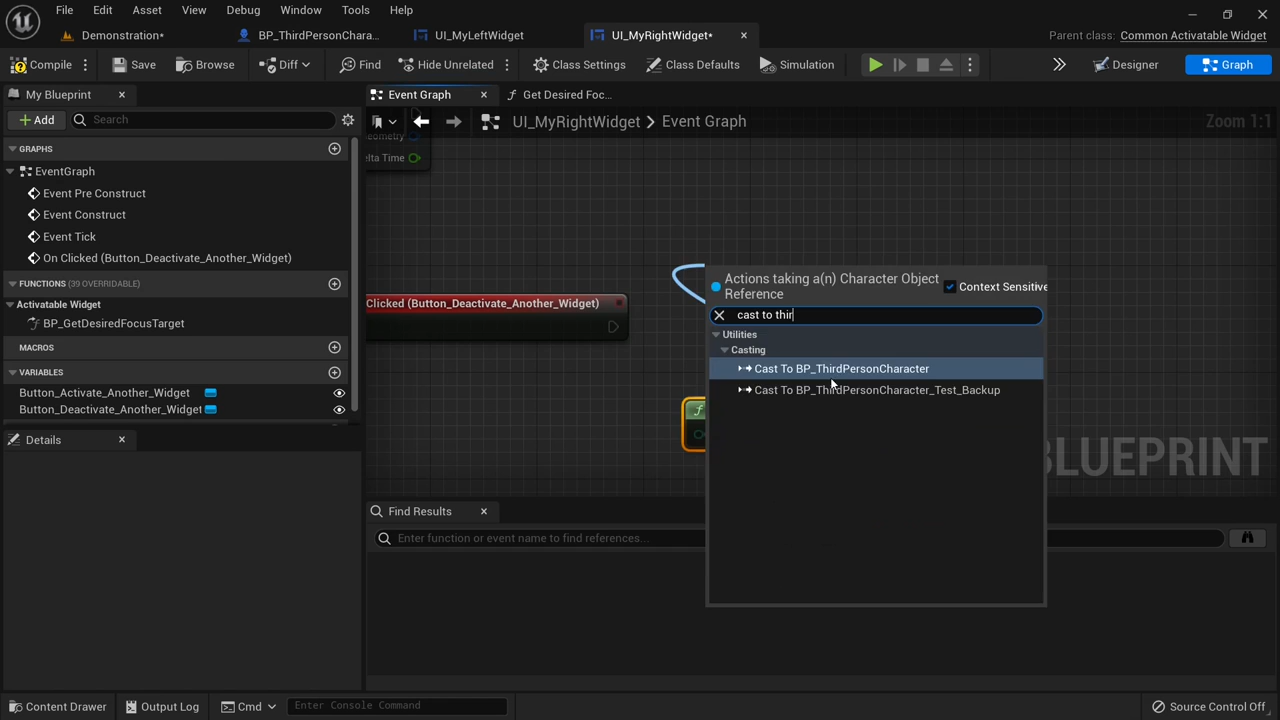 File Edit Asset View Debug Window Tools Help
Demonstration* BP_ThirdPersonChara... UI_MyLeftWidget UI_MyRightWidget* Parent class: Common Activatable Widget
Compile Save Browse Diff Find Hide Unrelated Class Settings Class Defaults Simulation Designer Graph
My Blueprint Event Graph Get Desired Foc...
Add Search UI_MyRightWidget Event Graph Zoom 1:1
eometry
GRAPHS
elta Time
EventGraph
Event Pre Construct
Event Construct
Event Tick
On Clicked (Button_Deactivate_Another_Widget)
FUNCTIONS (39 OVERRIDABLE)
Activatable Widget
BP_GetDesiredFocusTarget
MACROS
VARIABLES
Button_Activate_Another_Widget
Button_Deactivate_Another_Widget
Details
Clicked (Button_Deactivate_Another_Widget)
f
Actions taking a(n) Character Object
Reference
Context Sensitive
cast to thir
Utilities
Casting
Cast To BP_ThirdPersonCharacter
Cast To BP_ThirdPersonCharacter_Test_Backup
BLUEPRINT
Find Results
Enter function or event name to find references...
Content Drawer Output Log Cmd Enter Console Command Source Control Off